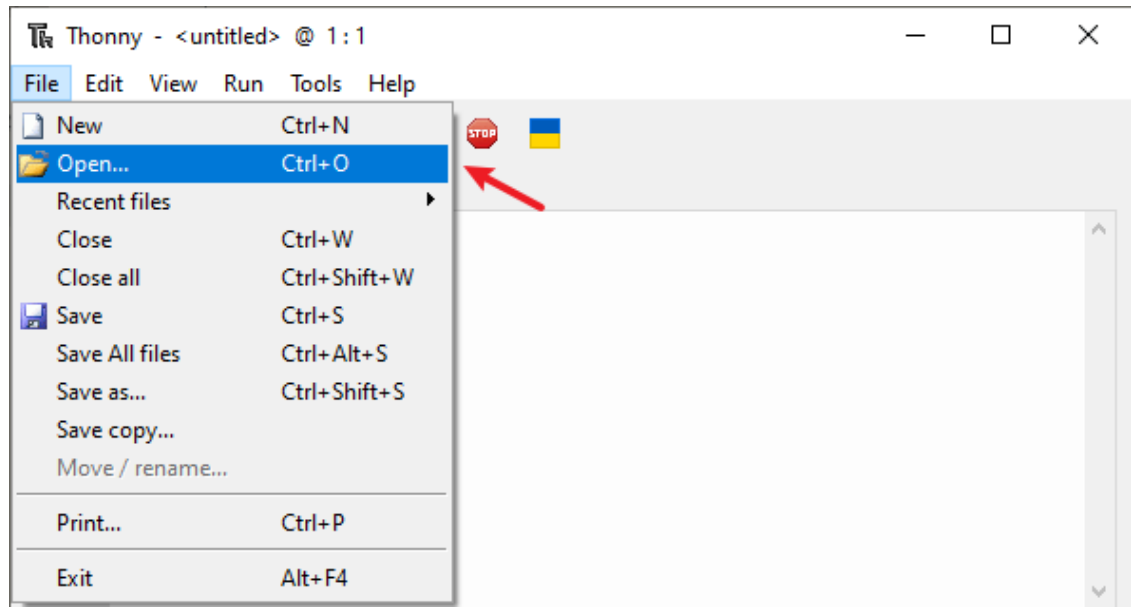 Th Thonny - <untitled> @ 1:1
File Edit View Run Tools Help
New Ctrl+N
STOP
Open... Ctrl+O
Recent files
Close Ctrl+W
Close all Ctrl+Shift+W
Save Ctrl+S
Save All files Ctrl+Alt+S
Save as... Ctrl+Shift+S
Save copy...
Move / rename...
Print... Ctrl+P
Exit Alt+F4